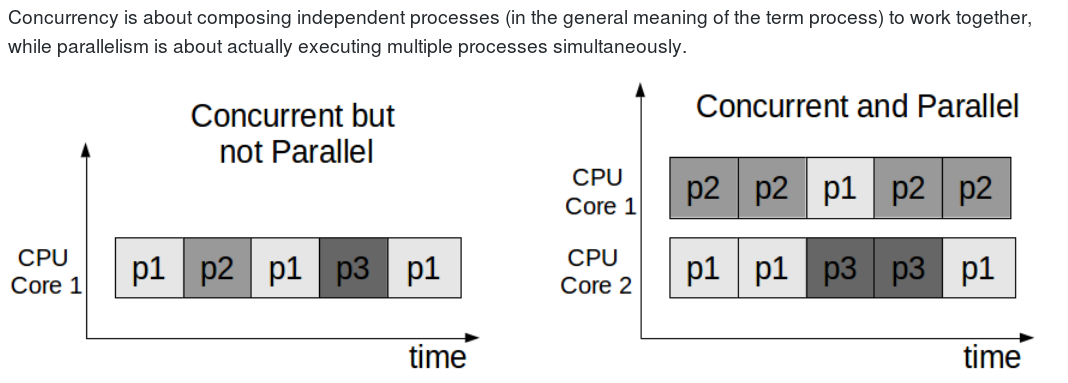 Concurrency is about composing independent processes (in the general meaning of the term process) to work together,
while parallelism is about actually executing multiple processes simultaneously.
Concurrent but
not Parallel
CPU
Core 1
p1 p2 p1 p3 p1
time
Concurrent and Parallel
CPU
Core 1
p2 p2 p1 p2 p2
CPU
Core 2
p1 p1 p3 p3 p1
time